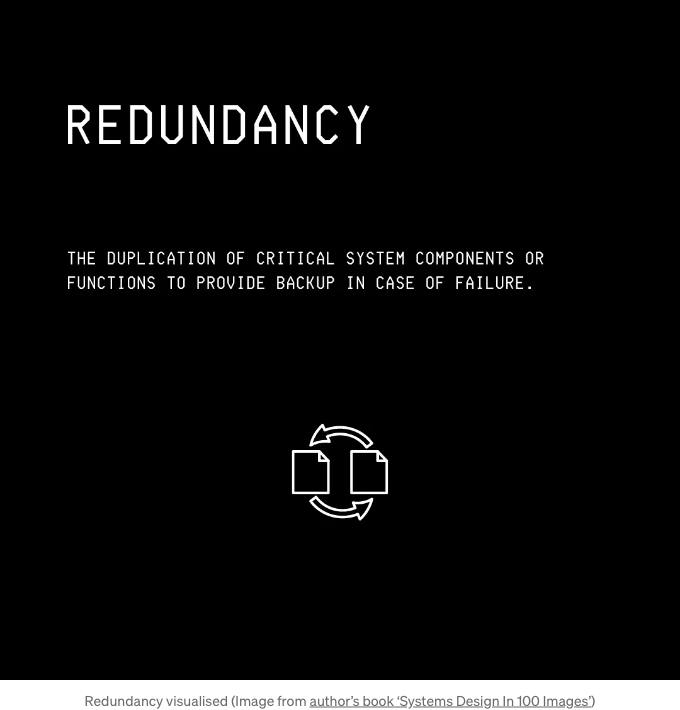 REDUNDANCY
THE DUPLICATION OF CRITICAL SYSTEM COMPONENTS OR
FUNCTIONS TO PROVIDE BACKUP IN CASE OF FAILURE.
Redundancy visualised (Image from author’s book ‘Systems Design In 100 Images’)